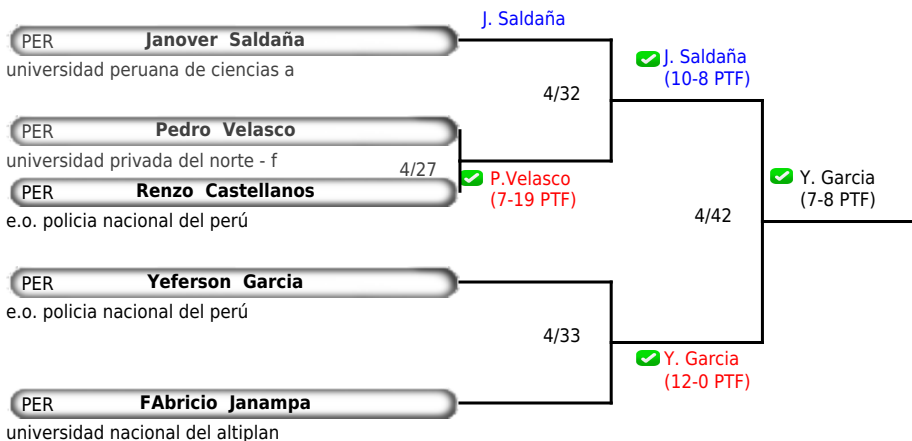 J. Saldaña
PER Janover Saldaña
universidad peruana de ciencias a
J. Saldaña
(10-8 PTF)
4/32
PER Pedro Velasco
universidad privada del norte - f
4/27
P.Velasco
(7-19 PTF)
PER Renzo Castellanos
e.o. policia nacional del perú
Y. Garcia
(7-8 PTF)
4/42
PER Yeferson Garcia
e.o. policia nacional del perú
4/33
Y. Garcia
(12-0 PTF)
PER FAbricio Janampa
universidad nacional del altiplan